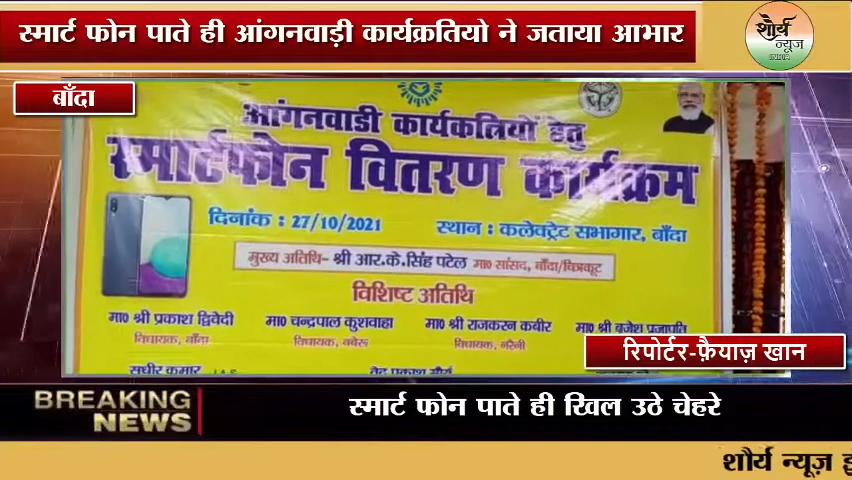 स्मार्ट फोन पाते ही आंगनवाड़ी कार्यक्रतियो ने जताया आभार
शौर्य
न्यूज
INDIA
बाँदा
आंगनवाडी कार्यकत्रियों हेतु
स्मार्टफोन वितरण कार्यक्रम
दिनांक : 27/10/2021 स्थान : कलेक्ट्रेट सभागार, बाँदा
मुख्य अतिथि- श्री आर.के.सिंह पटेल मा0 सांसद, बाँदा/चित्रकूट
विशिष्ट अतिथि
मा0 श्री प्रकाश द्विवेदी मा0 चन्द्रपाल कुशवाहा मा0 श्री राजकरन कबीर मा0 श्री बृजेश प्रजापति
विधायक, बाँदा विधायक, बबेरू विधायक, नरैनी
सुधीर कुमार
रिपोर्टर-फ़ैयाज़ खान
BREAKING
NEWS
स्मार्ट फोन पाते ही खिल उठे चेहरे
शौर्य न्यूज़